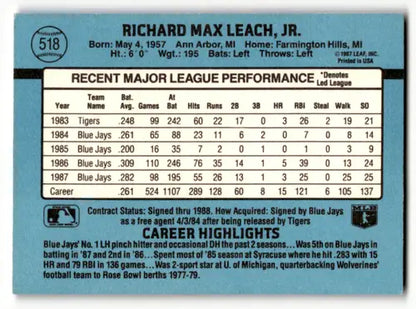 518
RICHARD MAX LEACH, JR.
Born: May 4, 1957 Ann Arbor, MI Home: Farmington Hills, MI
Ht.: 6'0" Wgt.: 195 Bats: Left Throws: Left
© 1987 LEAF, INC.
Printed in USA
RECENT MAJOR LEAGUE PERFORMANCE *Denotes Led League
Year Team Name Bat. Avg. Games At Bat Hits Runs 2B 3B HR RBI Steal Walk SO
1983 Tigers .248 99 242 60 22 17 0 3 26 2 19 21
1984 Blue Jays .261 65 88 23 11 6 2 0 7 0 8 14
1985 Blue Jays .200 16 35 7 2 0 1 0 1 0 3 9
1986 Blue Jays .309 110 246 76 35 14 1 5 39 0 13 24
1987 Blue Jays .282 98 195 55 26 13 1 3 25 0 25 25
Career .261 524 1107 289 128 60 8 15 121 6 105 137
Contract Status: Signed thru 1988. How Acquired: Signed by Blue Jays
as a free agent 4/3/84 after being released by Tigers
CAREER HIGHLIGHTS
Blue Jays' No. 1 LH pinch hitter and occasional DH the past 2 seasons...Was 5th on Blue Jays in
batting in '87 and 2nd in '86...Spent most of '85 season at Syracuse where he hit .283 with 15
HR and 79 RBI in 136 games...Was 2-sport star at U. of Michigan, quarterbacking Wolverines'
football team to Rose Bowl berths 1977-79.